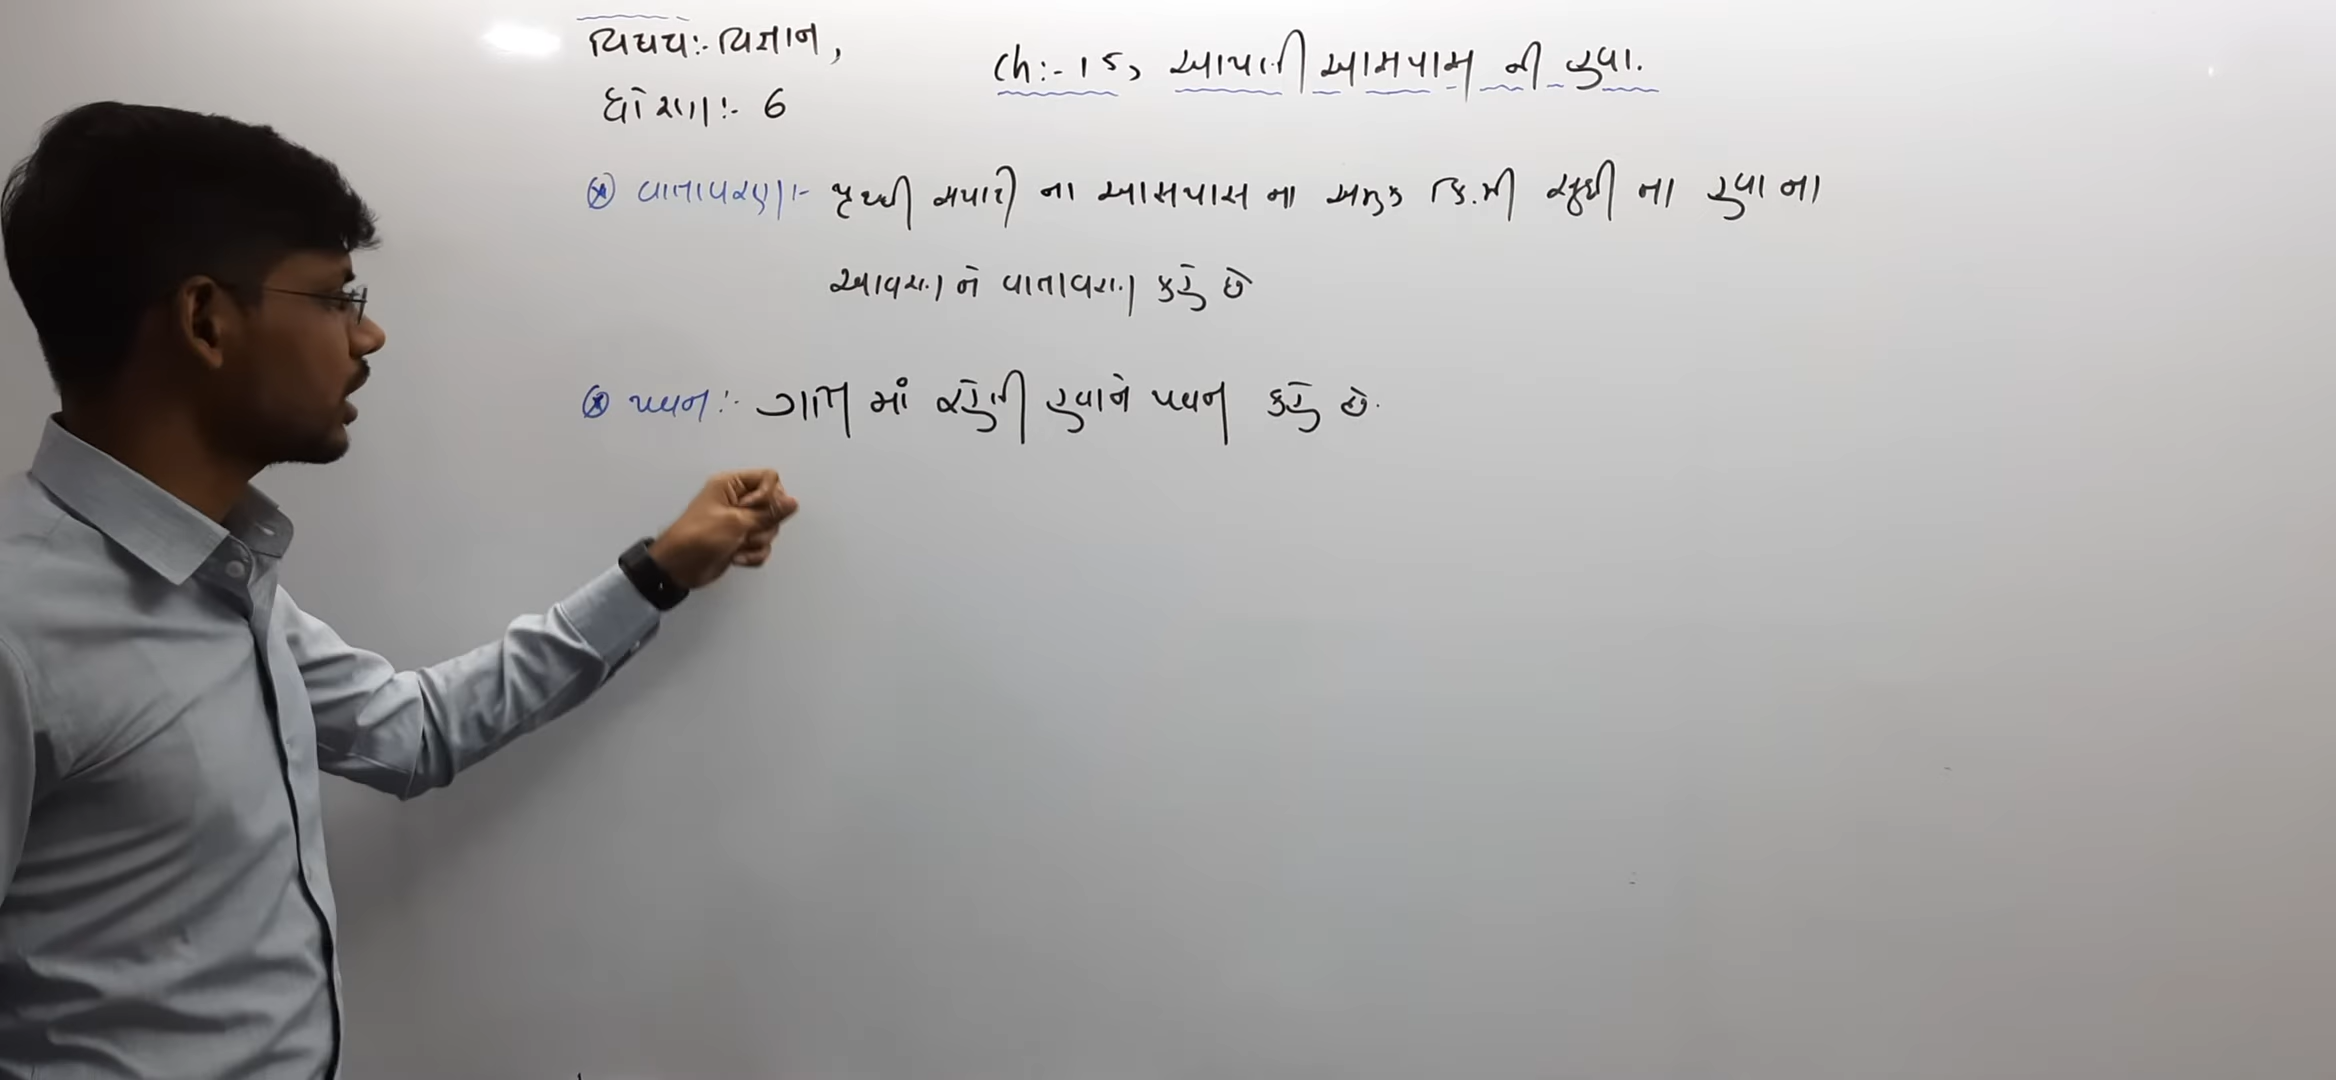 વિષય:- વિજ્ઞાન,
ધોરણ:- 6
ch:- 15, આપણી આસપાસ ની હવા.
વાતાવરણ:- પૃથ્વી સપાટી ના આસપાસ ના અમુક કિ.મી સુધી ના હવા ના
આવરણ ને વાતાવરણ કહે છે
પવન:- ગતિ માં રહેલી હવાને પવન કહે છે.